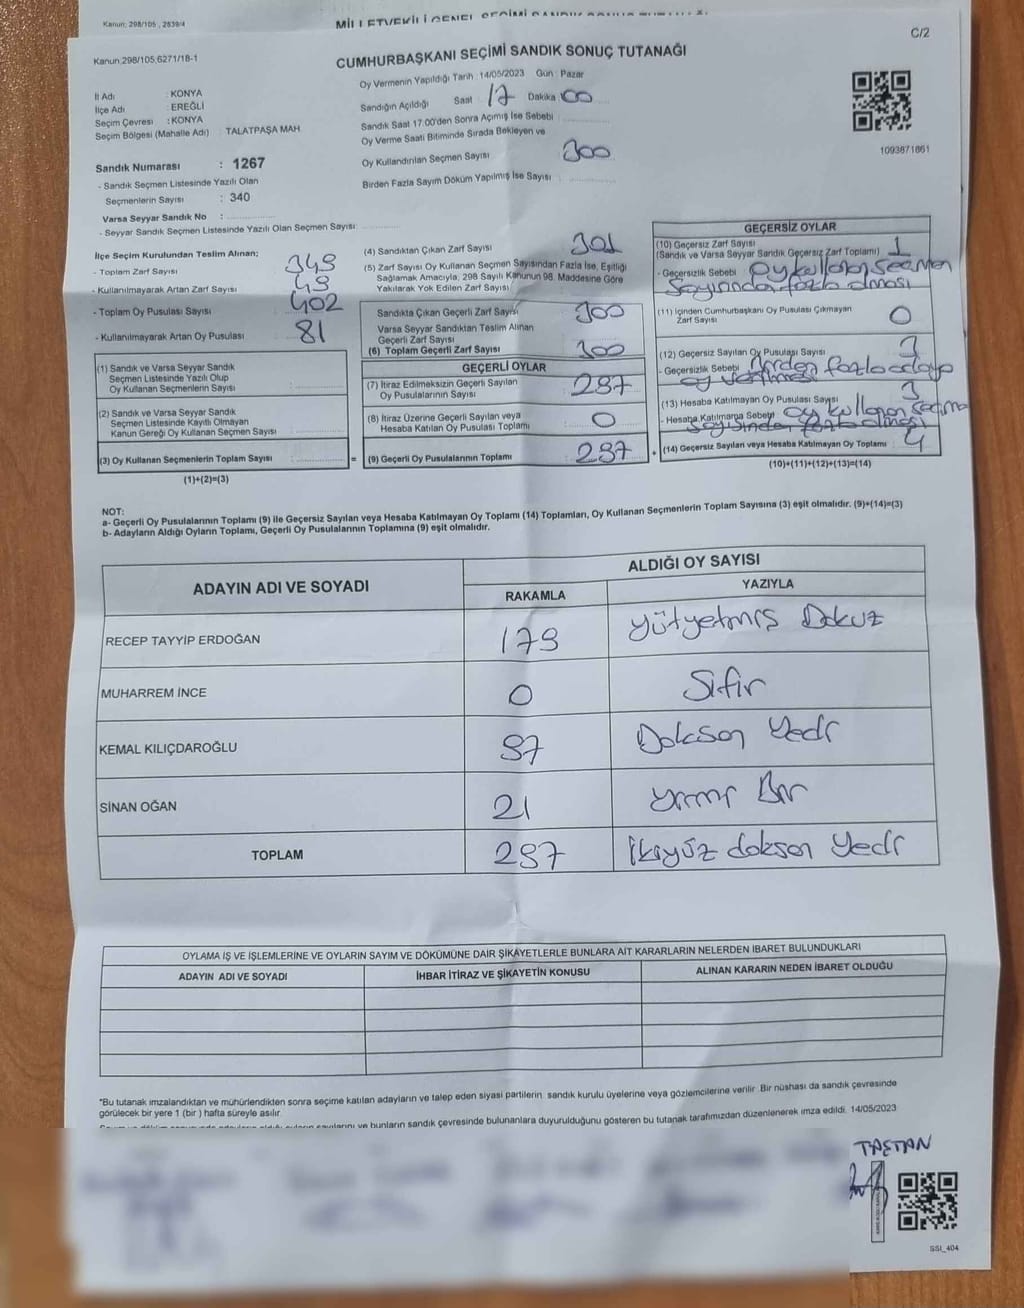 Kanun: 298/105 , 2839/4
MİLLETVEKİLİ GENEL SEÇİMİ SANDIK SONUÇ TUTANAĞI
C/2
Kanun:298/105,6271/18-1
CUMHURBAŞKANI SEÇİMİ SANDIK SONUÇ TUTANAĞI
Oy Vermenin Yapıldığı Tarih :14/05/2023 Gün : Pazar
Sandığın Açıldığı Saat 17 Dakika 00
Sandık Saat 17:00'den Sonra Açımış İse Sebebi
Oy Verme Saati Bitiminde Sırada Bekleyen ve
Oy Kullandırılan Seçmen Sayısı 300
Birden Fazla Sayım Döküm Yapılmış İse Sayısı :
1093871861
İl Adı : KONYA
İlçe Adı : EREĞLİ
Seçim Çevresi : KONYA
Seçim Bölgesi (Mahalle Adı) : TALATPAŞA MAH.
Sandık Numarası : 1267
- Sandık Seçmen Listesinde Yazılı Olan
Seçmenlerin Sayısı : 340
Varsa Seyyar Sandık No :
- Seyyar Sandık Seçmen Listesinde Yazılı Olan Seçmen Sayısı:
İlçe Seçim Kurulundan Teslim Alınan;
- Toplam Zarf Sayısı 349
- Kullanılmayarak Artan Zarf Sayısı 49
- Toplam Oy Pusulası Sayısı 402
- Kullanılmayarak Artan Oy Pusulası 81
(1) Sandık ve Varsa Seyyar Sandık
Seçmen Listesinde Yazılı Olup
Oy Kullanan Seçmenlerin Sayısı :
(2) Sandık ve Varsa Seyyar Sandık
Seçmen Listesinde Kayıtlı Olmayan
Kanun Gereği Oy Kullanan Seçmen Sayısı :
(3) Oy Kullanan Seçmenlerin Toplam Sayısı :
(1)+(2)=(3)
=
(4) Sandıktan Çıkan Zarf Sayısı 301
(5) Zarf Sayısı Oy Kullanan Seçmen Sayısından Fazla İse, Eşitliği
Sağlamak Amacıyla; 298 Sayılı Kanunun 98. Maddesine Göre
Yakılarak Yok Edilen Zarf Sayısı
Sandıkta Çıkan Geçerli Zarf Sayısı 300
Varsa Seyyar Sandıktan Teslim Alınan
Geçerli Zarf Sayısı
(6) Toplam Geçerli Zarf Sayısı 300
GEÇERLİ OYLAR
(7) İtiraz Edilmeksizin Geçerli Sayılan
Oy Pusulalarının Sayısı 297
(8) İtiraz Üzerine Geçerli Sayılan veya
Hesaba Katılan Oy Pusulaları Toplamı 0
(9) Geçerli Oy Pusulalarının Toplamı 297
+
GEÇERSİZ OYLAR
(10) Geçersiz Zarf Sayısı
(Sandık ve Varsa Seyyar Sandık Geçersiz Zarf Toplamı) 1
- Geçersizlik Sebebi Oy kullanan seçmen
sayısından fazla olması
(11) İçinden Cumhurbaşkanı Oy Pusulası Çıkmayan
Zarf Sayısı 0
(12) Geçersiz Sayılan Oy Pusulası Sayısı 3
- Geçersizlik Sebebi Birden fazla adaya
oy verilmesi
(13) Hesaba Katılmayan Oy Pusulası Sayısı 3
- Hesaba Katılmama Sebebi : oy kullanan seçmen
sayısından fazla olması
(14) Geçersiz Sayılan veya Hesaba Katılmayan Oy Toplamı 4
(10)+(11)+(12)+(13)=(14)
NOT:
a- Geçerli Oy Pusulalarının Toplamı (9) ile Geçersiz Sayılan veya Hesaba Katılmayan Oy Toplamı (14) Toplamları, Oy Kullanan Seçmenlerin Toplam Sayısına (3) eşit olmalıdır. (9)+(14)=(3)
b- Adayların Aldığı Oyların Toplamı, Geçerli Oy Pusulalarının Toplamına (9) eşit olmalıdır.
ADAYIN ADI VE SOYADI
ALDIĞI OY SAYISI
RAKAMLA YAZIYLA
RECEP TAYYİP ERDOĞAN 179 Yüzyetmiş Dokuz
MUHARREM İNCE 0 Sıfır
KEMAL KILIÇDAROĞLU 97 Doksan Yedi
SİNAN OĞAN 21 Yirmi Bir
TOPLAM 297 İkiyüz doksan Yedi
OYLAMA İŞ VE İŞLEMLERİNE VE OYLARIN SAYIM VE DÖKÜMÜNE DAİR ŞİKAYETLERLE BUNLARA AİT KARARLARIN NELERDEN İBARET BULUNDUKLARI
ADAYIN ADI VE SOYADI İHBAR İTİRAZ VE ŞİKAYETİN KONUSU ALINAN KARARIN NEDEN İBARET OLDUĞU
*Bu tutanak imzalandıktan ve mühürlendikten sonra seçime katılan adayların ve talep eden siyasi partilerin sandık kurulu üyelerine veya gözlemcilerine verilir. Bir nüshası da sandık çevresinde
görülecek bir yere 1 (bir ) hafta süreyle asılır.
ve bunların sandık çevresinde bulunanlara duyurulduğunu gösteren bu tutanak tarafımızdan düzenlenerek imza edildi. 14/05/2023
TAŞTAN
SSI_404